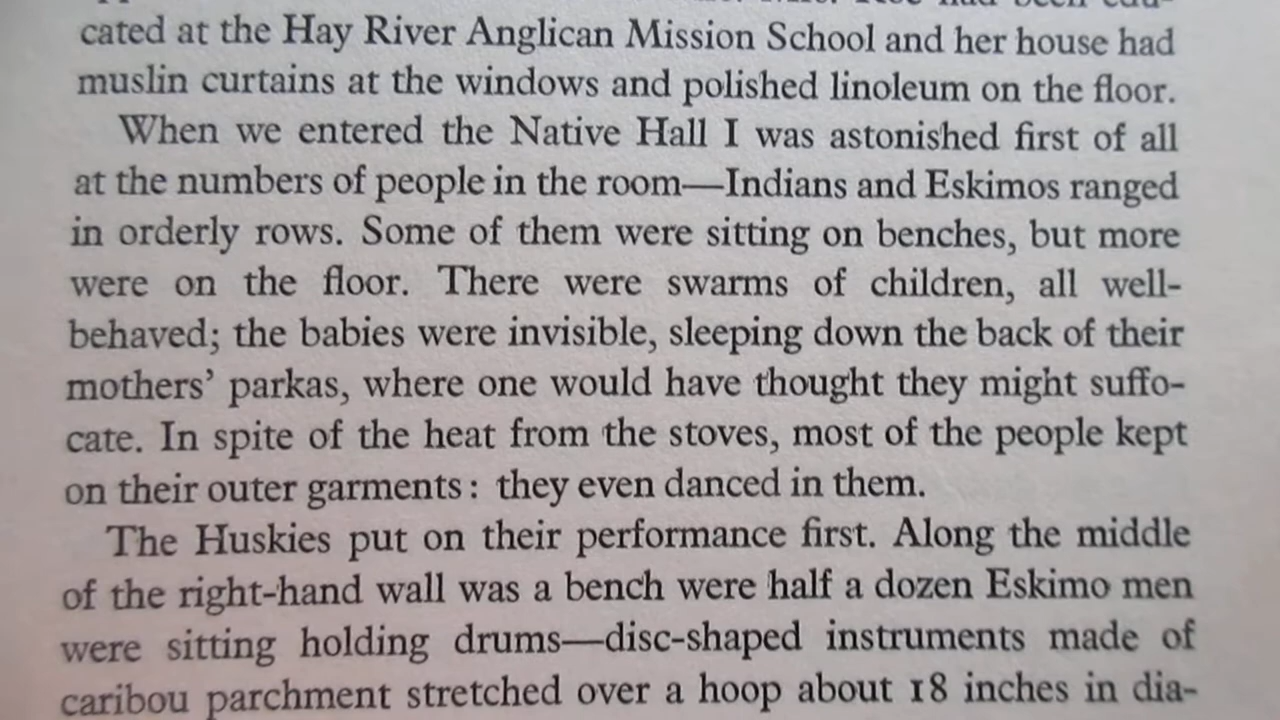 cated at the Hay River Anglican Mission School and her house had
muslin curtains at the windows and polished linoleum on the floor.
When we entered the Native Hall I was astonished first of all
at the numbers of people in the room—Indians and Eskimos ranged
in orderly rows. Some of them were sitting on benches, but more
were on the floor. There were swarms of children, all well-
behaved; the babies were invisible, sleeping down the back of their
mothers' parkas, where one would have thought they might suffo-
cate. In spite of the heat from the stoves, most of the people kept
on their outer garments: they even danced in them.
The Huskies put on their performance first. Along the middle
of the right-hand wall was a bench were half a dozen Eskimo men
were sitting holding drums—disc-shaped instruments made of
caribou parchment stretched over a hoop about 18 inches in dia-